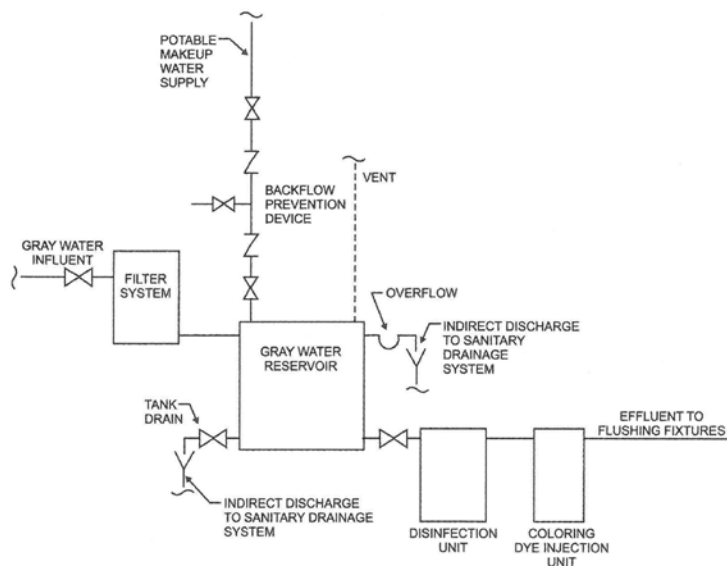 POTABLE
MAKEUP
WATER
SUPPLY
VENT
BACKFLOW
PREVENTION
DEVICE
GRAY WATER
INFLUENT
FILTER
SYSTEM
OVERFLOW
INDIRECT DISCHARGE
TO SANITARY
DRAINAGE
SYSTEM
GRAY WATER
RESERVOIR
TANK
DRAIN
EFFLUENT TO
FLUSHING FIXTURES
INDIRECT DISCHARGE
TO SANITARY DRAINAGE
SYSTEM
DISINFECTION
UNIT
COLORING
DYE INJECTION
UNIT